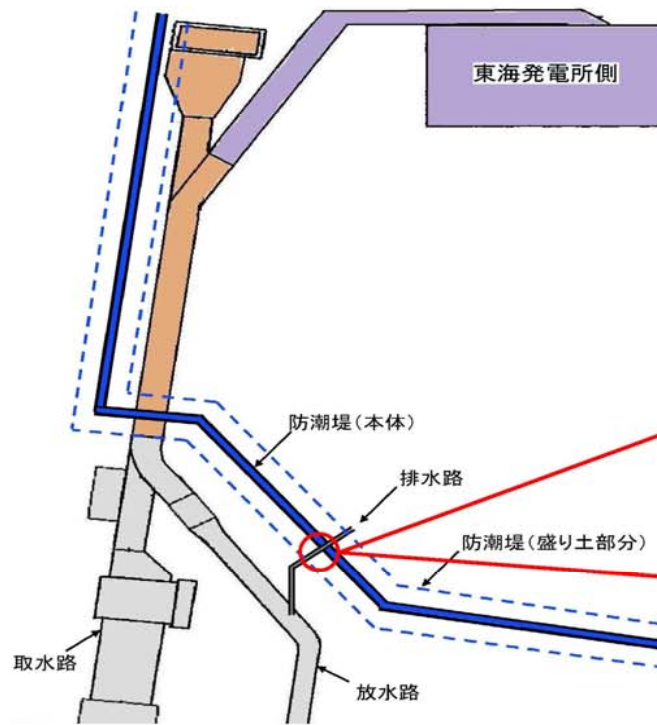 東海発電所側
防潮堤(本体)
排水路
防潮堤(盛り土部分)
取水路
放水路